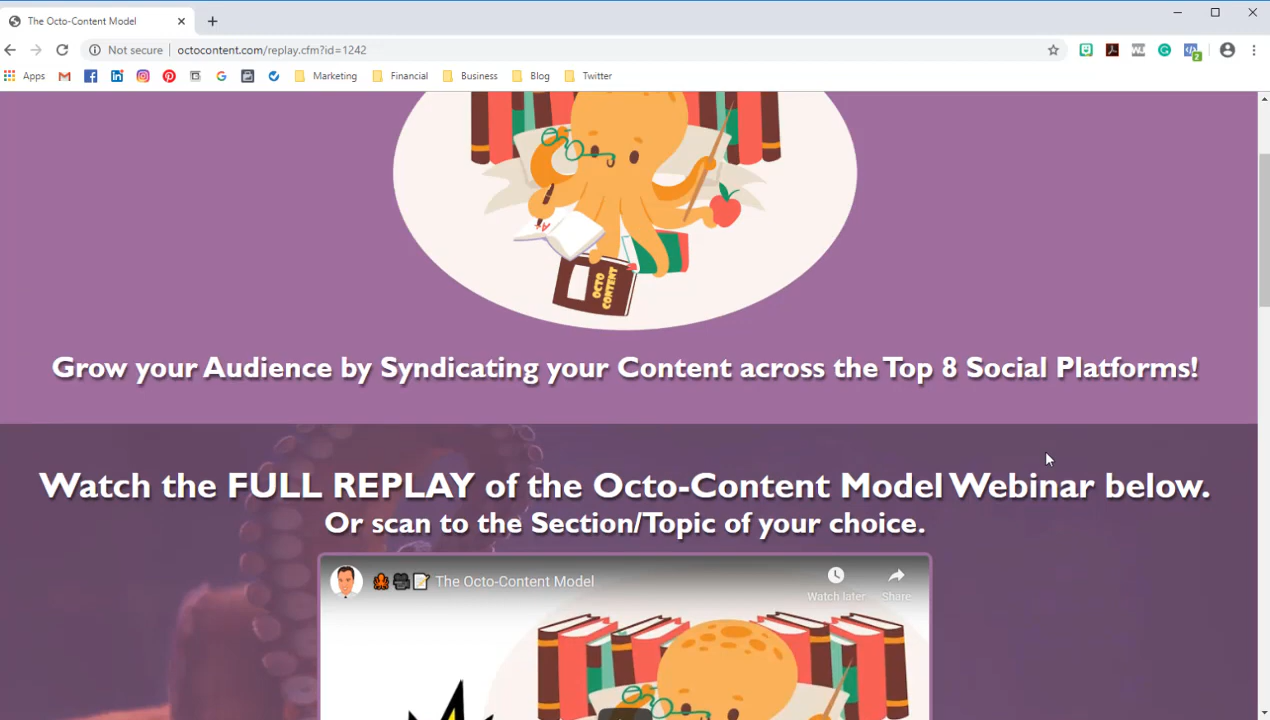 The Octo-Content Model
Not secure octocontent.com/replay.cfm?id=1242
2
Apps Marketing Financial Business Blog Twitter
A+
OCTO
CONTENT
Grow your Audience by Syndicating your Content across the Top 8 Social Platforms!
Watch the FULL REPLAY of the Octo-Content Model Webinar below.
Or scan to the Section/Topic of your choice.
The Octo-Content Model
Watch later Share